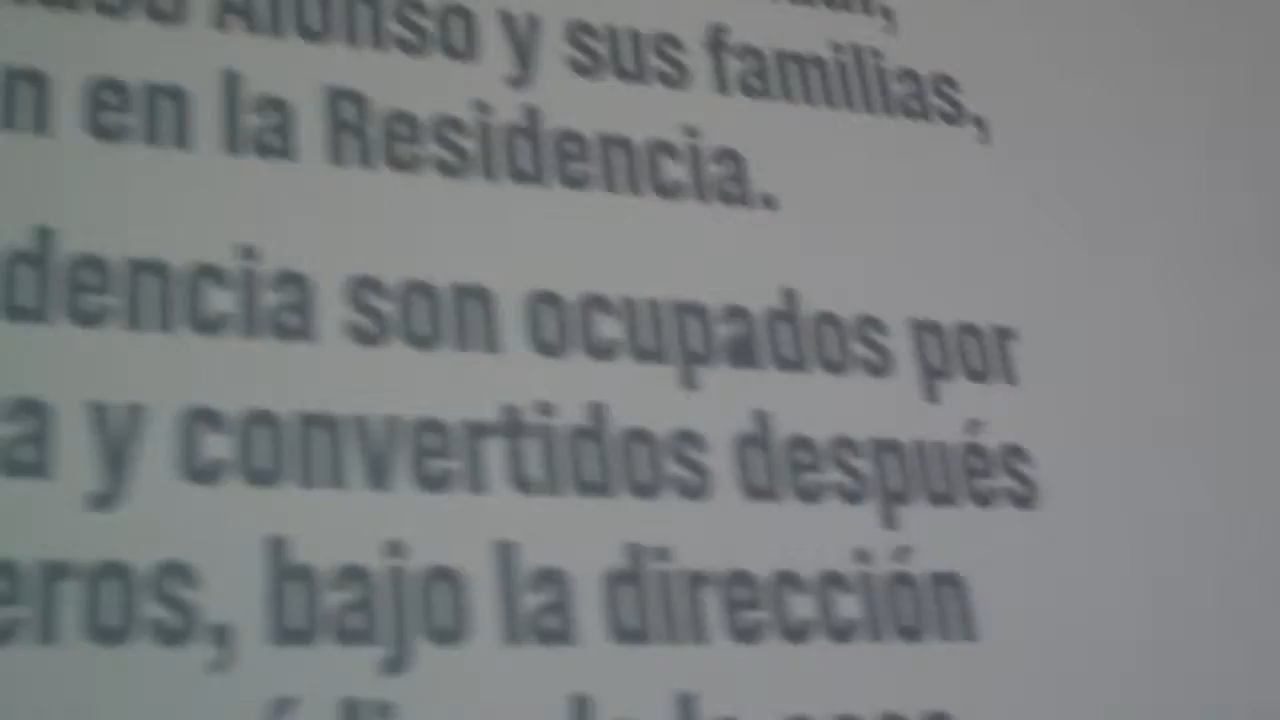 Alonso y sus familias,
en la Residencia.
dencia son ocupados por
a y convertidos después
eros, bajo la dirección